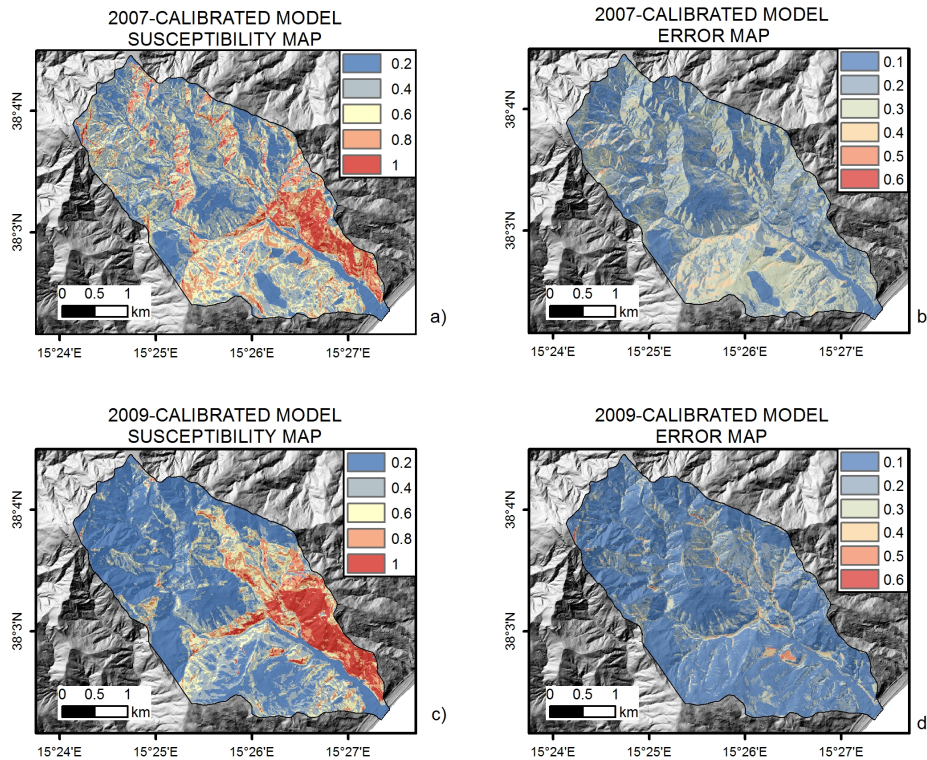 2007-CALIBRATED MODEL
SUSCEPTIBILITY MAP
0.2
0.4
0.6
0.8
1
38°4'N
38°3'N
0 0.5 1
km
15°24'E 15°25'E 15°26'E 15°27'E
a)
2007-CALIBRATED MODEL
ERROR MAP
0.1
0.2
0.3
0.4
0.5
0.6
38°4'N
38°3'N
0 0.5 1
km
15°24'E 15°25'E 15°26'E 15°27'E
b
2009-CALIBRATED MODEL
SUSCEPTIBILITY MAP
0.2
0.4
0.6
0.8
1
38°4'N
38°3'N
0 0.5 1
km
15°24'E 15°25'E 15°26'E 15°27'E
c)
2009-CALIBRATED MODEL
ERROR MAP
0.1
0.2
0.3
0.4
0.5
0.6
38°4'N
38°3'N
0 0.5 1
km
15°24'E 15°25'E 15°26'E 15°27'E
d